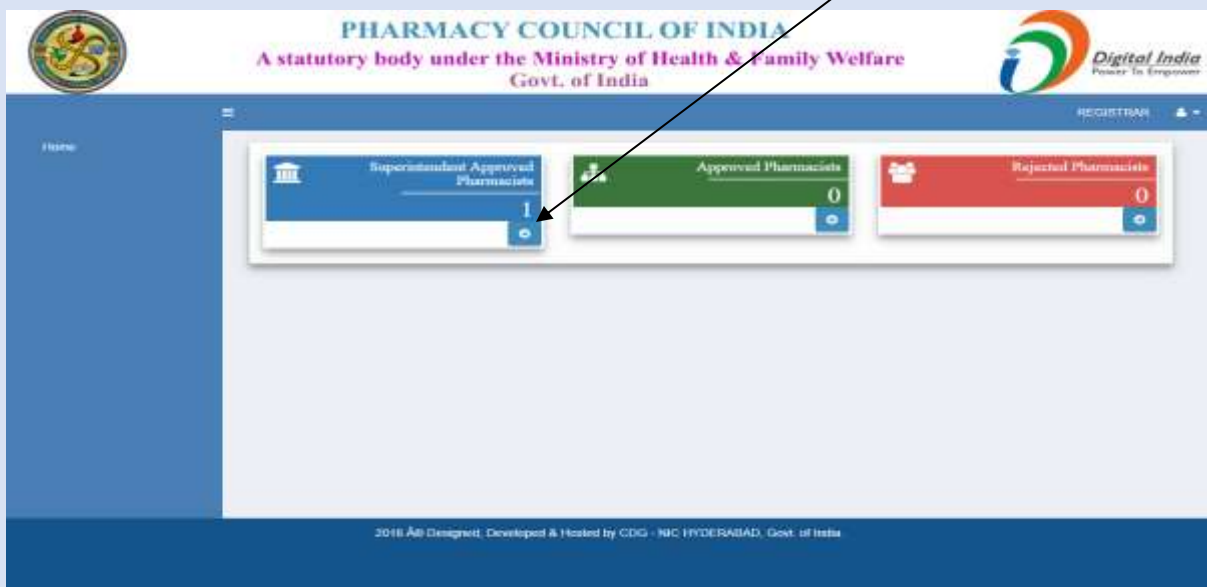 PHARMACY COUNCIL OF INDIA
A statutory body under the Ministry of Health & Family Welfare
Govt. of India
Digital India
Power To Empower
REGISTRAR
Home
Superintendent Approved
Pharmacists
1
Approved Pharmacists
0
Rejected Pharmacists
0
2016 Â® Designed, Developed & Hosted by CDG - NIC HYDERABAD, Govt. of India